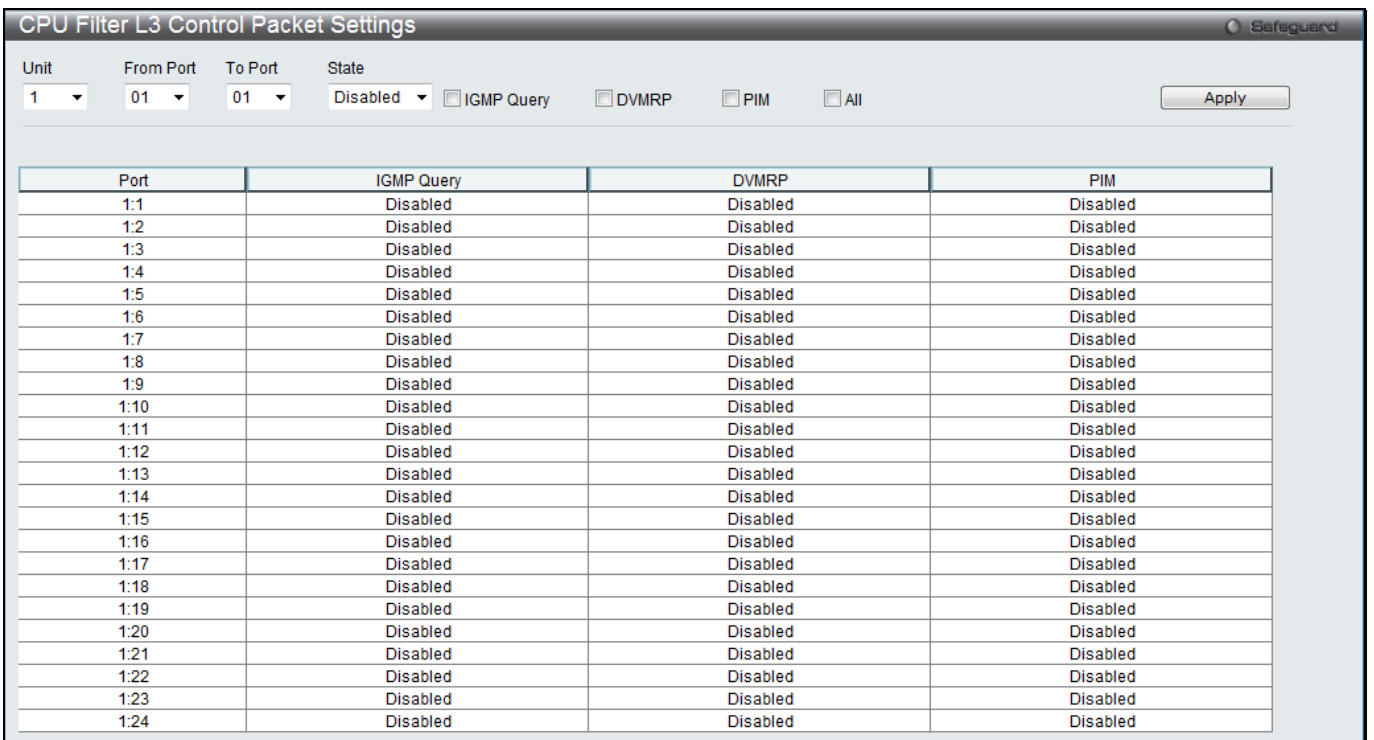 CPU Filter L3 Control Packet Settings
Safeguard
Unit From Port To Port State
1 01 01 Disabled IGMP Query DVMRP PIM All Apply
Port IGMP Query DVMRP PIM
1:1 Disabled Disabled Disabled
1:2 Disabled Disabled Disabled
1:3 Disabled Disabled Disabled
1:4 Disabled Disabled Disabled
1:5 Disabled Disabled Disabled
1:6 Disabled Disabled Disabled
1:7 Disabled Disabled Disabled
1:8 Disabled Disabled Disabled
1:9 Disabled Disabled Disabled
1:10 Disabled Disabled Disabled
1:11 Disabled Disabled Disabled
1:12 Disabled Disabled Disabled
1:13 Disabled Disabled Disabled
1:14 Disabled Disabled Disabled
1:15 Disabled Disabled Disabled
1:16 Disabled Disabled Disabled
1:17 Disabled Disabled Disabled
1:18 Disabled Disabled Disabled
1:19 Disabled Disabled Disabled
1:20 Disabled Disabled Disabled
1:21 Disabled Disabled Disabled
1:22 Disabled Disabled Disabled
1:23 Disabled Disabled Disabled
1:24 Disabled Disabled Disabled